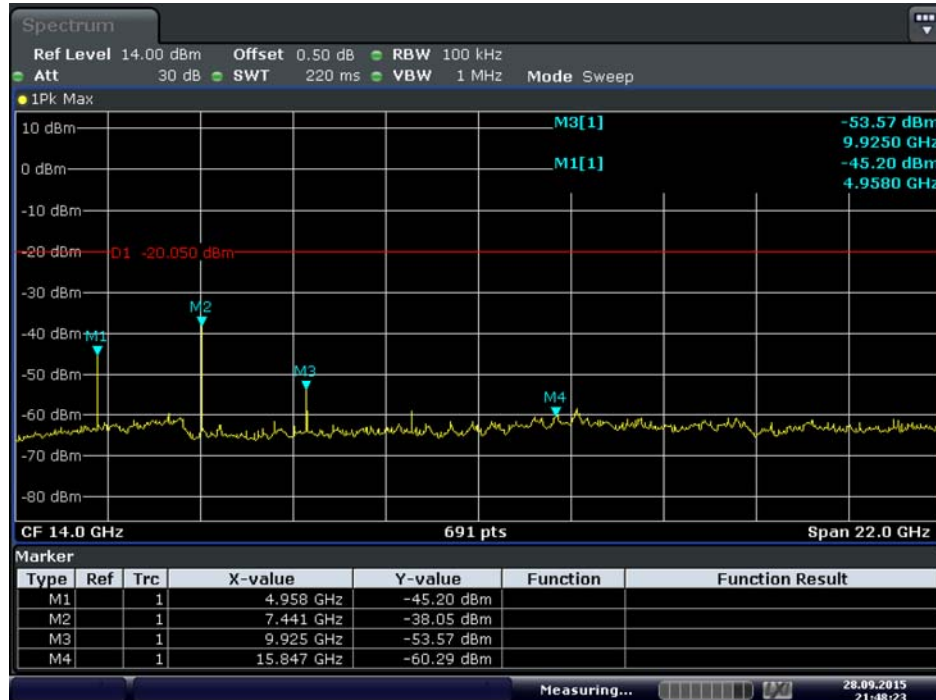 Spectrum
Ref Level 14.00 dBm Offset 0.50 dB RBW 100 kHz
Att 30 dB SWT 220 ms VBW 1 MHz Mode Sweep
1Pk Max
M3[1] -53.57 dBm
9.9250 GHz
M1[1] -45.20 dBm
4.9580 GHz
10 dBm
0 dBm
-10 dBm
-20 dBm
D1 -20.050 dBm
-30 dBm
M2
-40 dBm
M1
-50 dBm
M3
-60 dBm
M4
-70 dBm
-80 dBm
CF 14.0 GHz 691 pts Span 22.0 GHz
Marker
Type Ref Trc X-value Y-value Function Function Result
M1 1 4.958 GHz -45.20 dBm
M2 1 7.441 GHz -38.05 dBm
M3 1 9.925 GHz -53.57 dBm
M4 1 15.847 GHz -60.29 dBm
Measuring... 28.09.2015
21:48:23